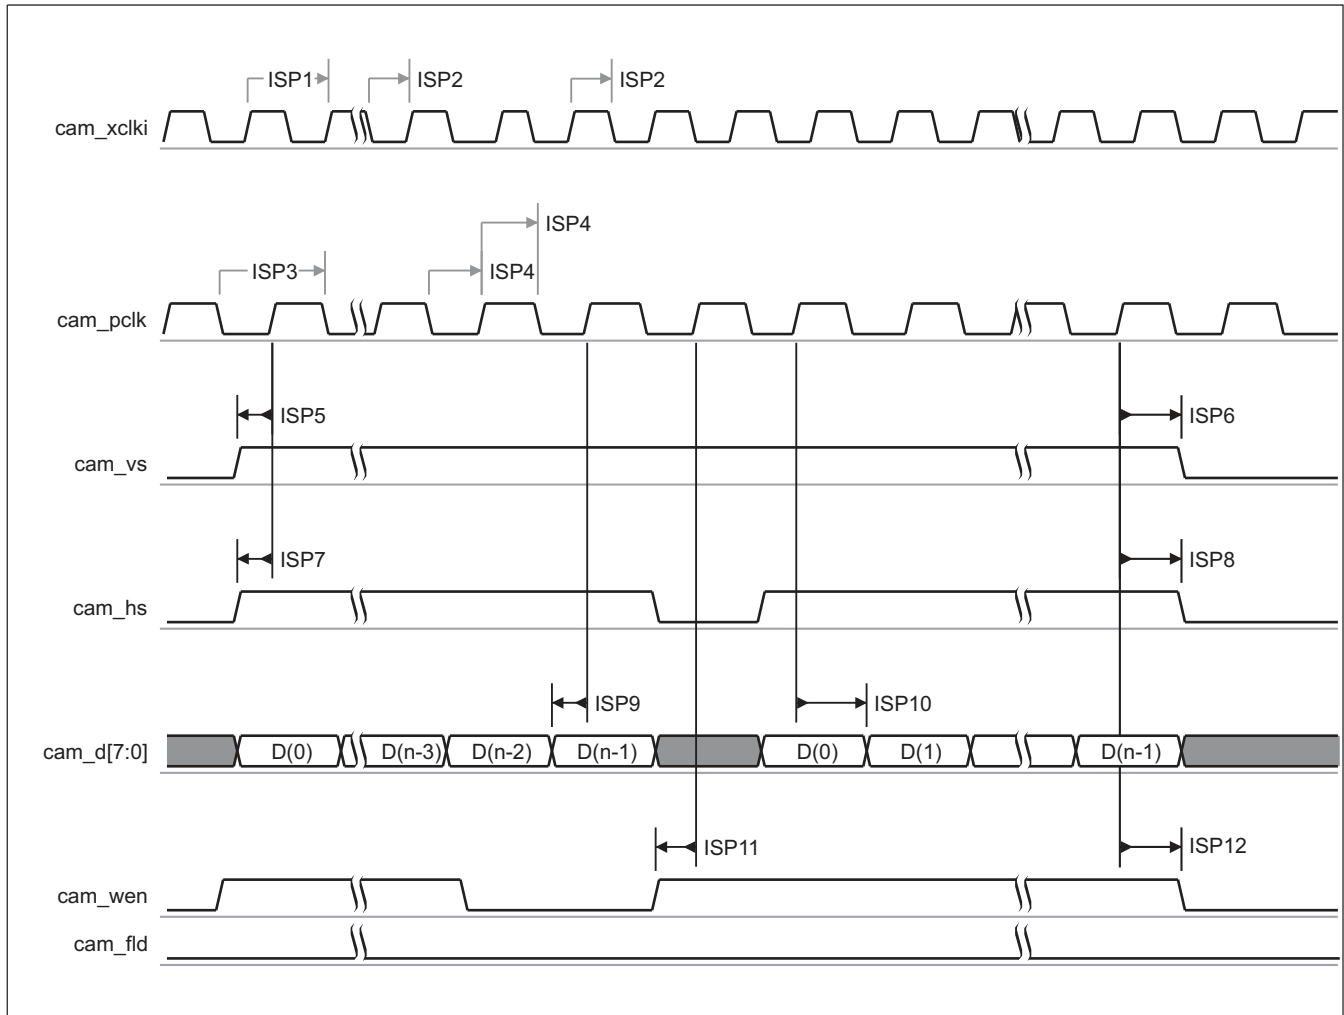 ISP1 ISP2 ISP2
cam_xclki
ISP4
ISP3 ISP4
cam_pclk
ISP5 ISP6
cam_vs
ISP7 ISP8
cam_hs
ISP9 ISP10
cam_d[7:0] D(0) D(n-3) D(n-2) D(n-1) D(0) D(1) D(n-1)
ISP11 ISP12
cam_wen
cam_fld